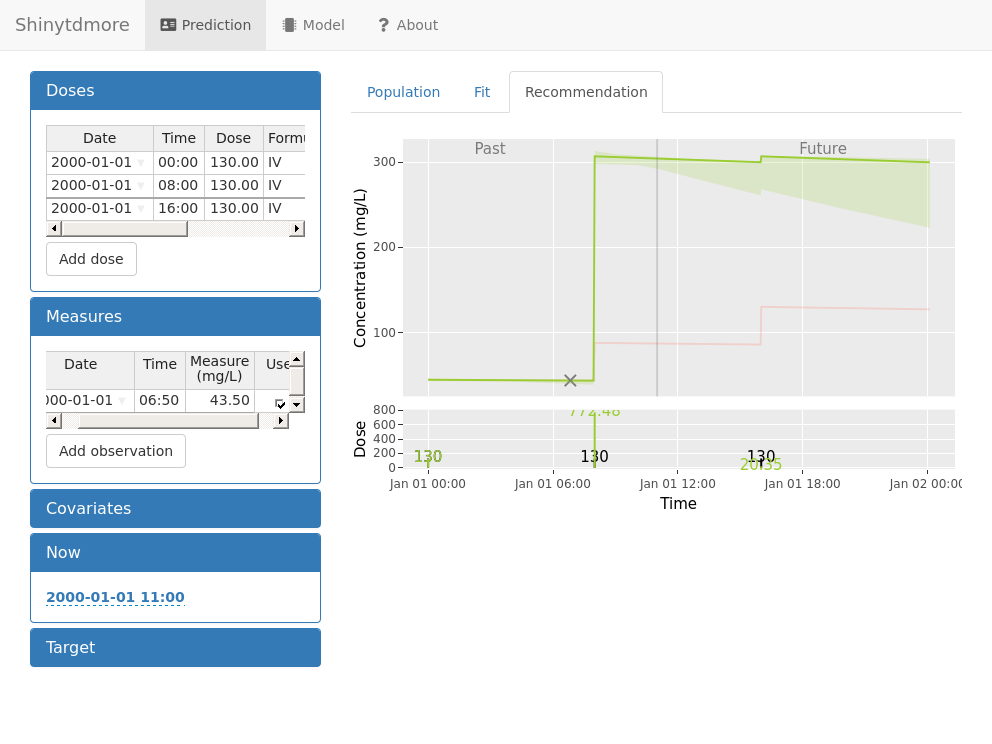 Shinytdmore Prediction Model ? About
Doses
Date Time Dose Formu
2000-01-01 00:00 130.00 IV
2000-01-01 08:00 130.00 IV
2000-01-01 16:00 130.00 IV
Add dose
Measures
Date Time Measure (mg/L) Use
000-01-01 06:50 43.50
Add observation
Covariates
Now
2000-01-01 11:00
Target
Population Fit Recommendation
Past Future
Concentration (mg/L)
300
200
100
Dose
800
600
400
200
0
772.48
130 130 130
20.35
Jan 01 00:00 Jan 01 06:00 Jan 01 12:00 Jan 01 18:00 Jan 02 00:00
Time